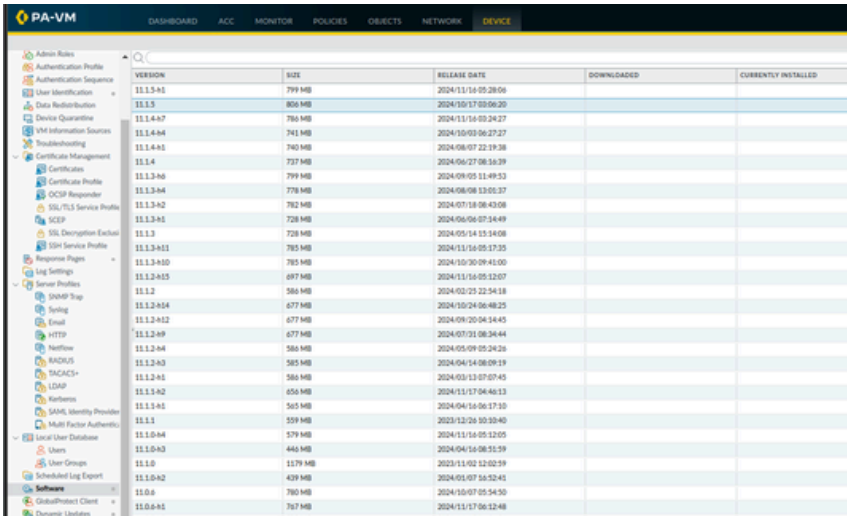 PA-VM
DASHBOARD ACC MONITOR POLICIES OBJECTS NETWORK DEVICE
Admin Roles
Authentication Profile
Authentication Sequence
User Identification
Data Redistribution
Device Quarantine
VM Information Sources
Troubleshooting
Certificate Management
Certificates
Certificate Profile
OCSP Responder
SSL/TLS Service Profile
SCEP
SSL Decryption Exclusi
SSH Service Profile
Response Pages
Log Settings
Server Profiles
SNMP Trap
Syslog
Email
HTTP
Netflow
RADIUS
TACACS+
LDAP
Kerberos
SAML Identity Provider
Multi Factor Authentic
Local User Database
Users
User Groups
Scheduled Log Export
Software
GlobalProtect Client
Dynamic Updates
VERSION SIZE RELEASE DATE DOWNLOADED CURRENTLY INSTALLED
11.1.5-h1 799 MB 2024/11/16 05:28:06
11.1.5 806 MB 2024/10/17 03:06:20
11.1.4-h7 786 MB 2024/11/16 03:24:27
11.1.4-h4 741 MB 2024/10/03 06:27:27
11.1.4-h1 740 MB 2024/08/07 22:19:38
11.1.4 737 MB 2024/06/27 08:16:39
11.1.3-h6 799 MB 2024/09/05 11:49:53
11.1.3-h4 778 MB 2024/08/08 13:01:37
11.1.3-h2 782 MB 2024/07/18 08:43:08
11.1.3-h1 728 MB 2024/06/06 07:14:49
11.1.3 728 MB 2024/05/14 15:14:08
11.1.3-h11 785 MB 2024/11/16 05:17:35
11.1.3-h10 785 MB 2024/10/30 09:41:00
11.1.2-h15 697 MB 2024/11/16 05:12:07
11.1.2 586 MB 2024/02/25 22:54:18
11.1.2-h14 677 MB 2024/10/24 06:48:25
11.1.2-h12 677 MB 2024/09/20 04:14:45
11.1.2-h9 677 MB 2024/07/31 08:34:44
11.1.2-h4 586 MB 2024/05/09 05:24:26
11.1.2-h3 585 MB 2024/04/14 08:09:19
11.1.2-h1 586 MB 2024/03/13 07:07:45
11.1.1-h2 656 MB 2024/11/17 04:46:13
11.1.1-h1 565 MB 2024/04/16 06:17:10
11.1.1 559 MB 2023/12/26 10:10:40
11.1.0-h4 579 MB 2024/11/16 05:12:05
11.1.0-h3 446 MB 2024/04/16 08:51:59
11.1.0 1179 MB 2023/11/02 12:02:59
11.1.0-h2 439 MB 2024/01/07 16:52:41
11.0.6 780 MB 2024/10/07 05:54:50
11.0.6-h1 767 MB 2024/11/17 06:12:48